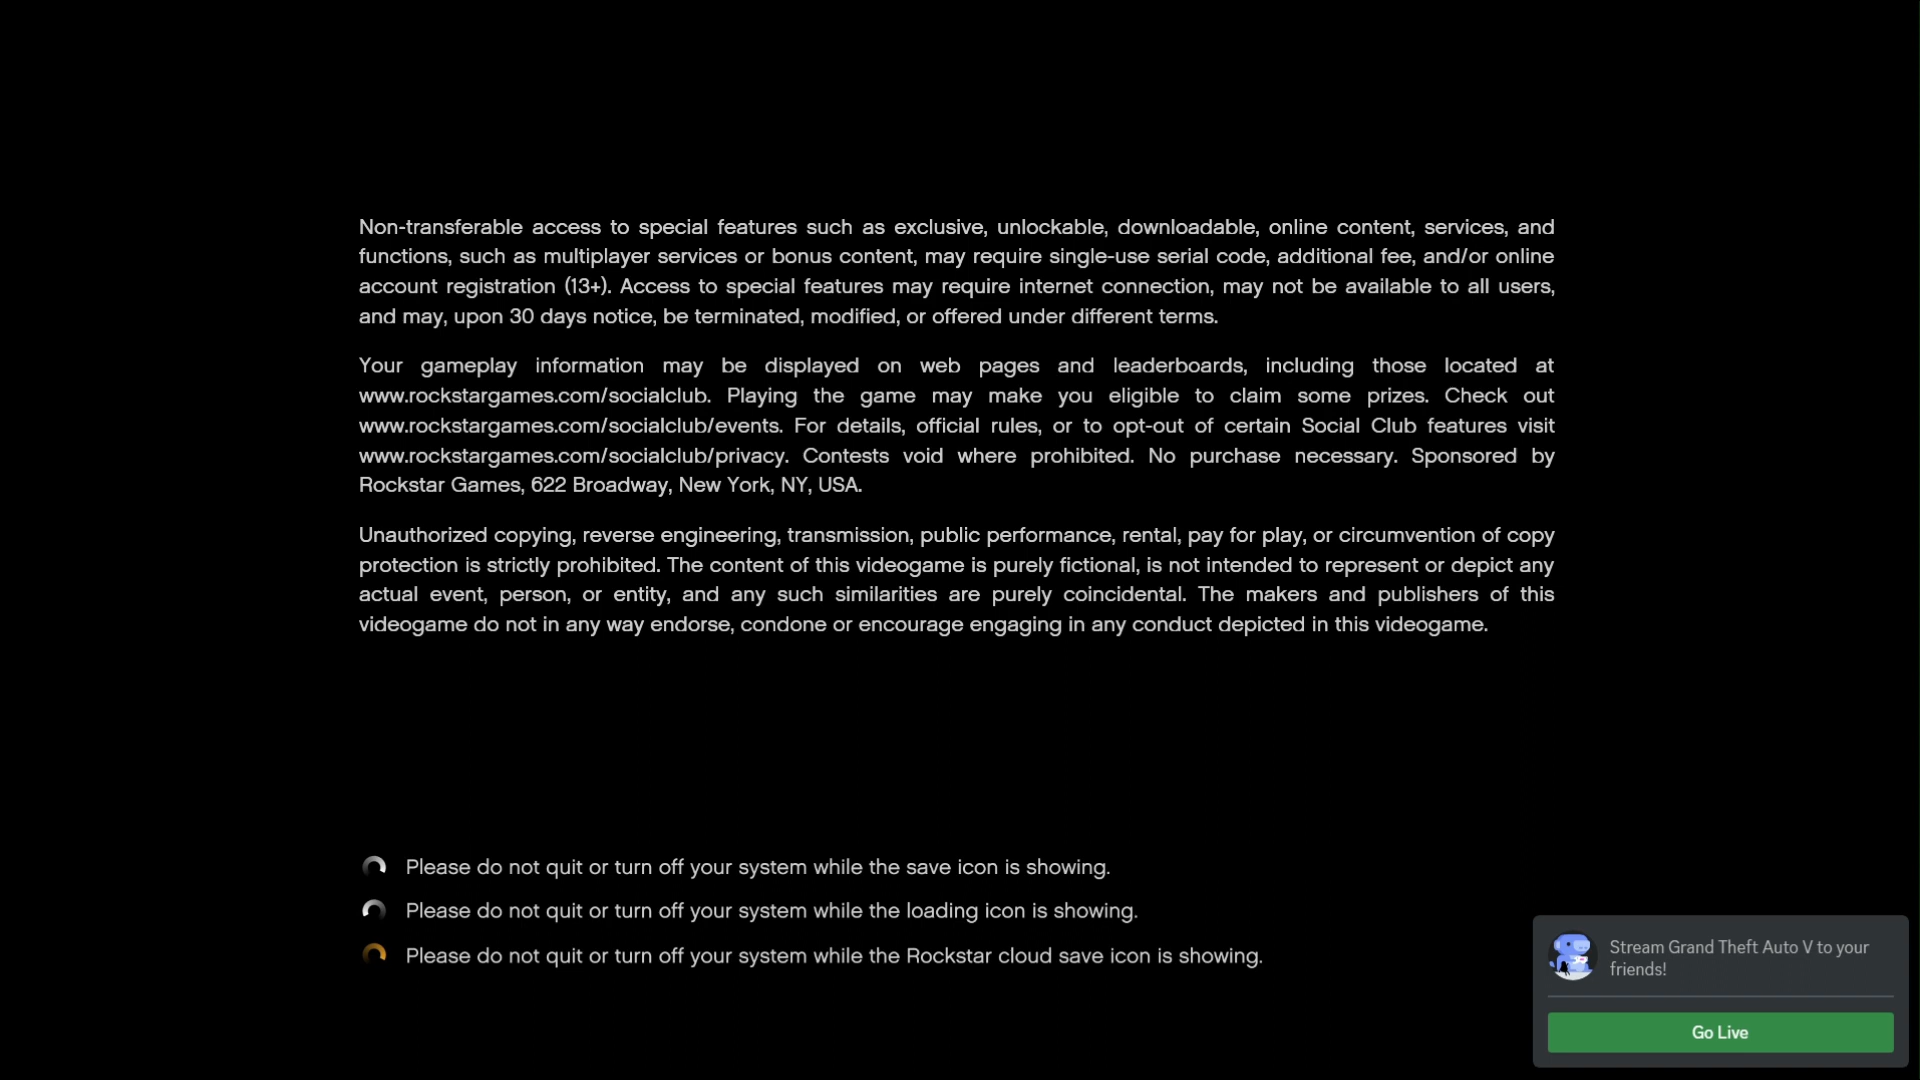 Non-transferable access to special features such as exclusive, unlockable, downloadable, online content, services, and
functions, such as multiplayer services or bonus content, may require single-use serial code, additional fee, and/or online
account registration (13+). Access to special features may require internet connection, may not be available to all users,
and may, upon 30 days notice, be terminated, modified, or offered under different terms.
Your gameplay information may be displayed on web pages and leaderboards, including those located at
www.rockstargames.com/socialclub. Playing the game may make you eligible to claim some prizes. Check out
www.rockstargames.com/socialclub/events. For details, official rules, or to opt-out of certain Social Club features visit
www.rockstargames.com/socialclub/privacy. Contests void where prohibited. No purchase necessary. Sponsored by
Rockstar Games, 622 Broadway, New York, NY, USA.
Unauthorized copying, reverse engineering, transmission, public performance, rental, pay for play, or circumvention of copy
protection is strictly prohibited. The content of this videogame is purely fictional, is not intended to represent or depict any
actual event, person, or entity, and any such similarities are purely coincidental. The makers and publishers of this
videogame do not in any way endorse, condone or encourage engaging in any conduct depicted in this videogame.
Please do not quit or turn off your system while the save icon is showing.
Please do not quit or turn off your system while the loading icon is showing.
Please do not quit or turn off your system while the Rockstar cloud save icon is showing.
Stream Grand Theft Auto V to your
friends!
Go Live